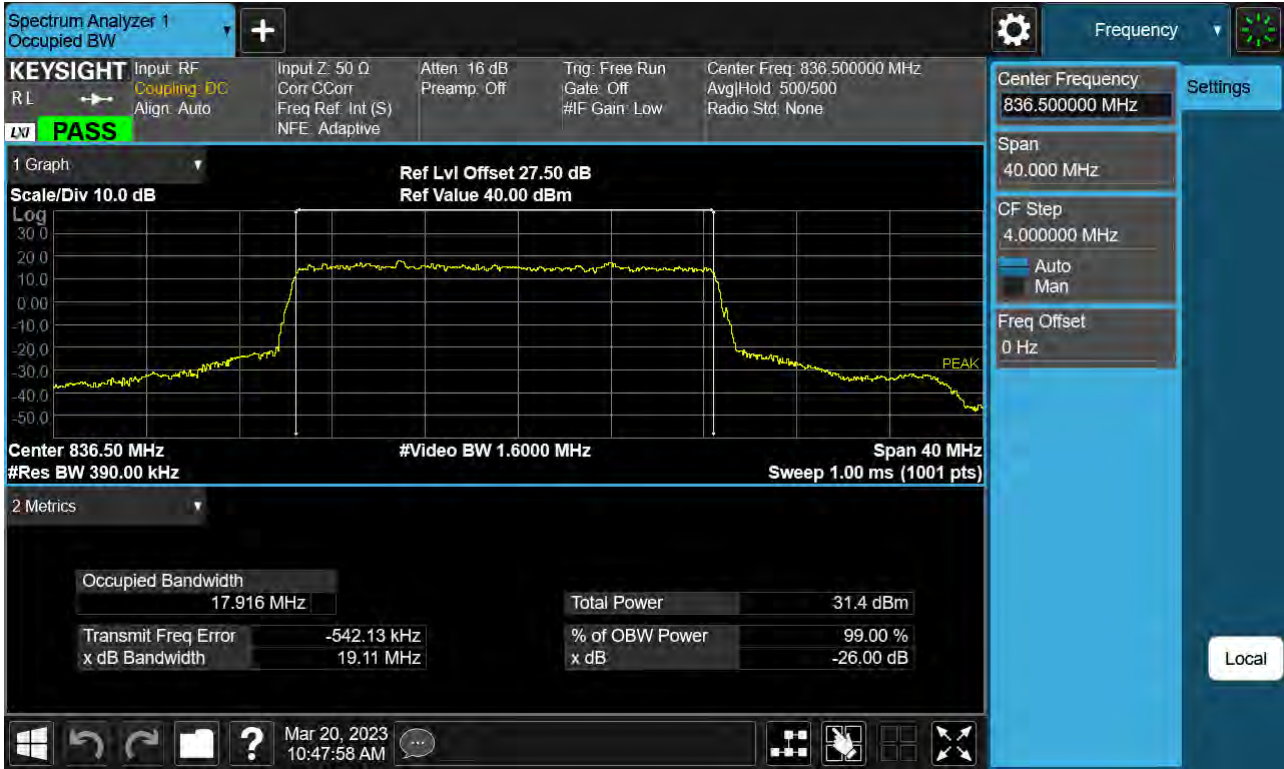 Spectrum Analyzer 1
Occupied BW
Frequency
KEYSIGHT
R L
LXI
PASS
Input: RF
Coupling: DC
Align: Auto
Input Z: 50 Ω
Corr CCorr
Freq Ref: Int (S)
NFE: Adaptive
Atten: 16 dB
Preamp: Off
Trig: Free Run
Gate: Off
#IF Gain: Low
Center Freq: 836.500000 MHz
Avg|Hold: 500/500
Radio Std: None
Center Frequency
836.500000 MHz
Settings
Span
40.000 MHz
CF Step
4.000000 MHz
Auto
Man
Freq Offset
0 Hz
1 Graph
Scale/Div 10.0 dB
Ref Lvl Offset 27.50 dB
Ref Value 40.00 dBm
Log
30.0
20.0
10.0
0.00
-10.0
-20.0
-30.0
-40.0
-50.0
PEAK
Center 836.50 MHz
#Video BW 1.6000 MHz
Span 40 MHz
#Res BW 390.00 kHz
Sweep 1.00 ms (1001 pts)
2 Metrics
Occupied Bandwidth
17.916 MHz
Total Power 31.4 dBm
Transmit Freq Error -542.13 kHz
% of OBW Power 99.00 %
x dB Bandwidth 19.11 MHz
x dB -26.00 dB
Local
?
Mar 20, 2023
10:47:58 AM